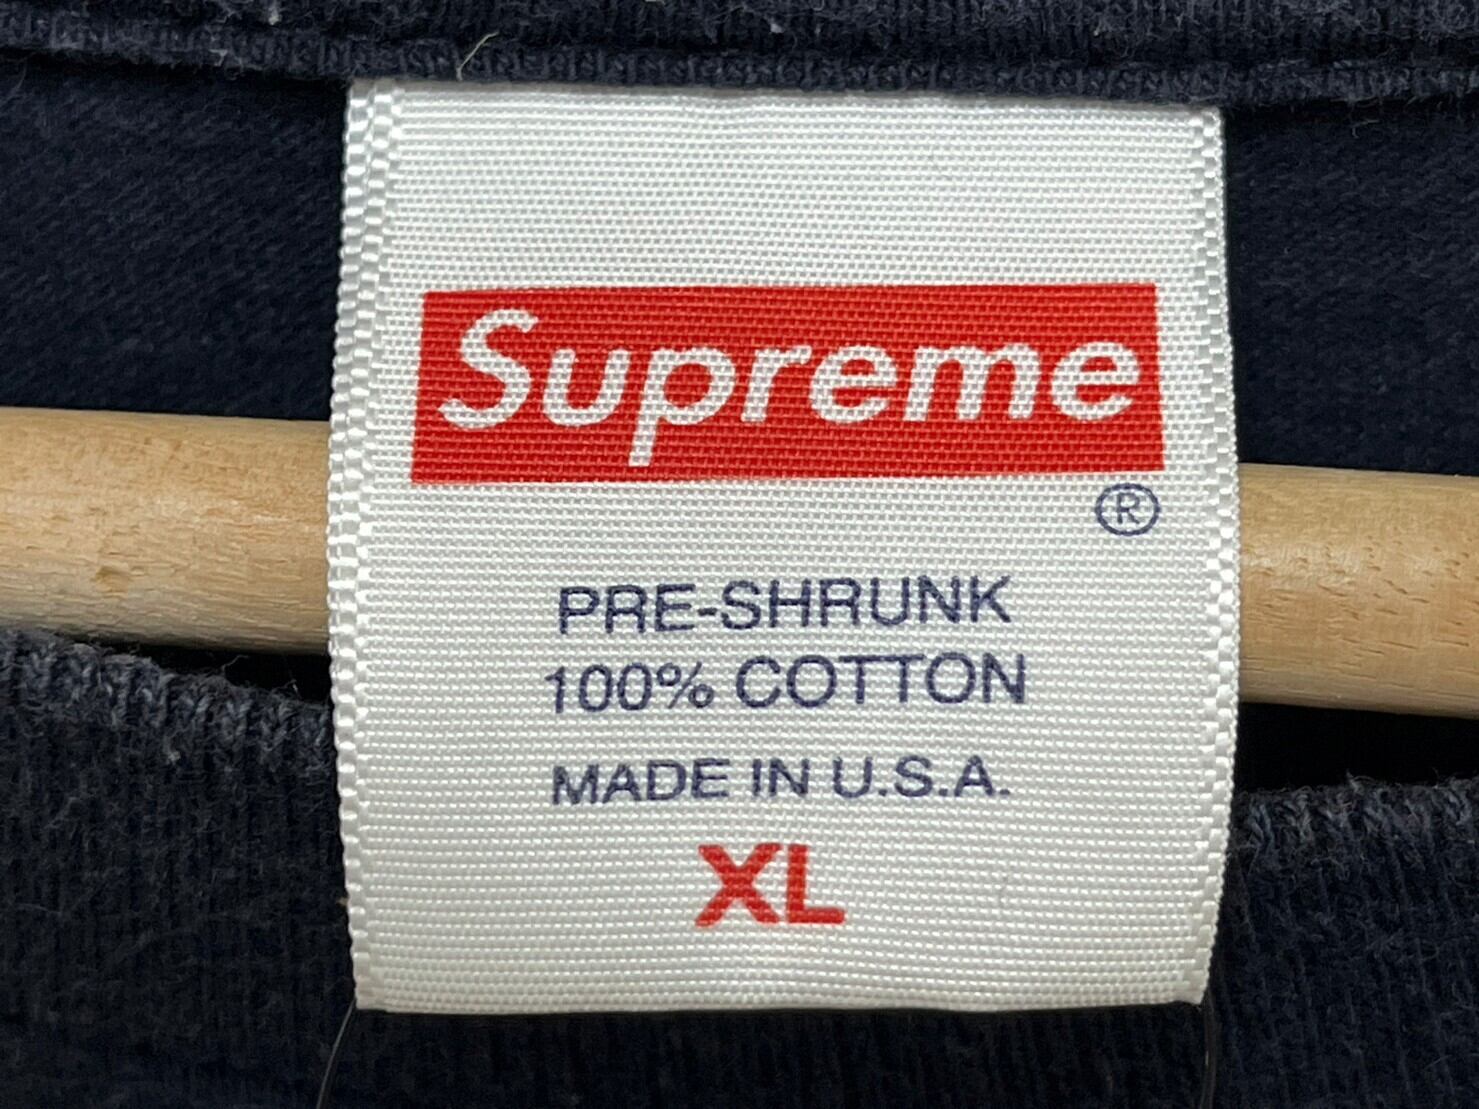 Supreme
®
PRE-SHRUNK
100% COTTON
MADE IN U.S.A.
XL